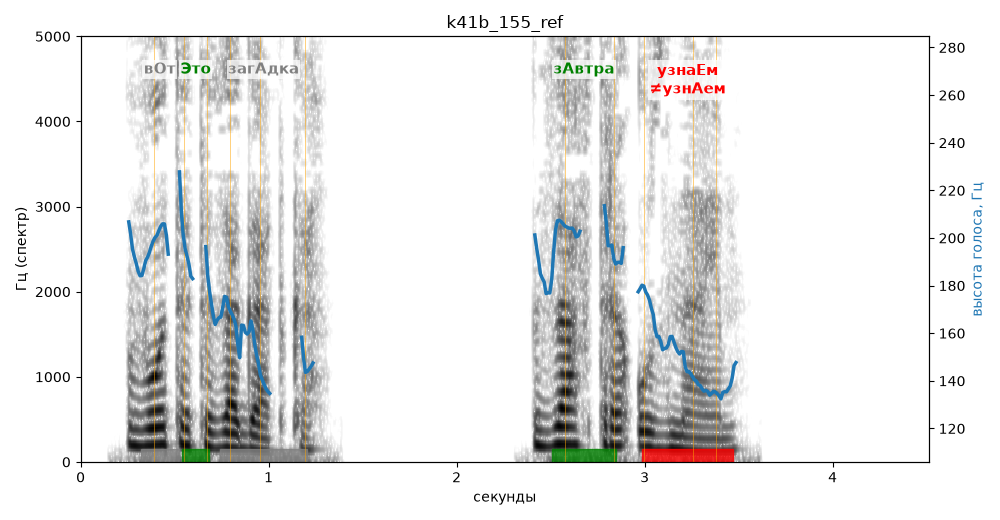 k41b_155_ref
5000
4000
3000
2000
1000
0
Гц (спектр)
вОт Это загАдка
зАвтра
узнаЕм
≠узнАем
280
260
240
220
200
180
160
140
120
высота голоса, Гц
0 1 2 3 4
секунды